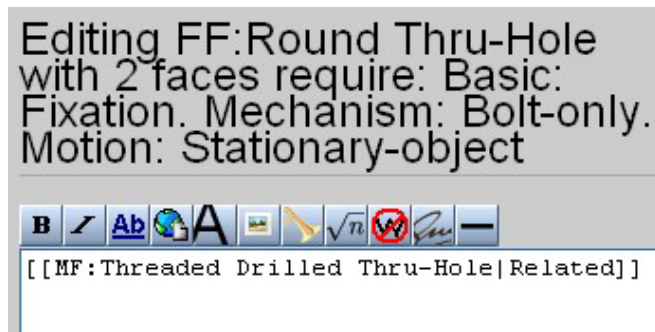 Editing FF:Round Thru-Hole
with 2 faces require: Basic:
Fixation. Mechanism: Bolt-only.
Motion: Stationary-object
B I Ab A √n W
[[MF:Threaded Drilled Thru-Hole|Related]]